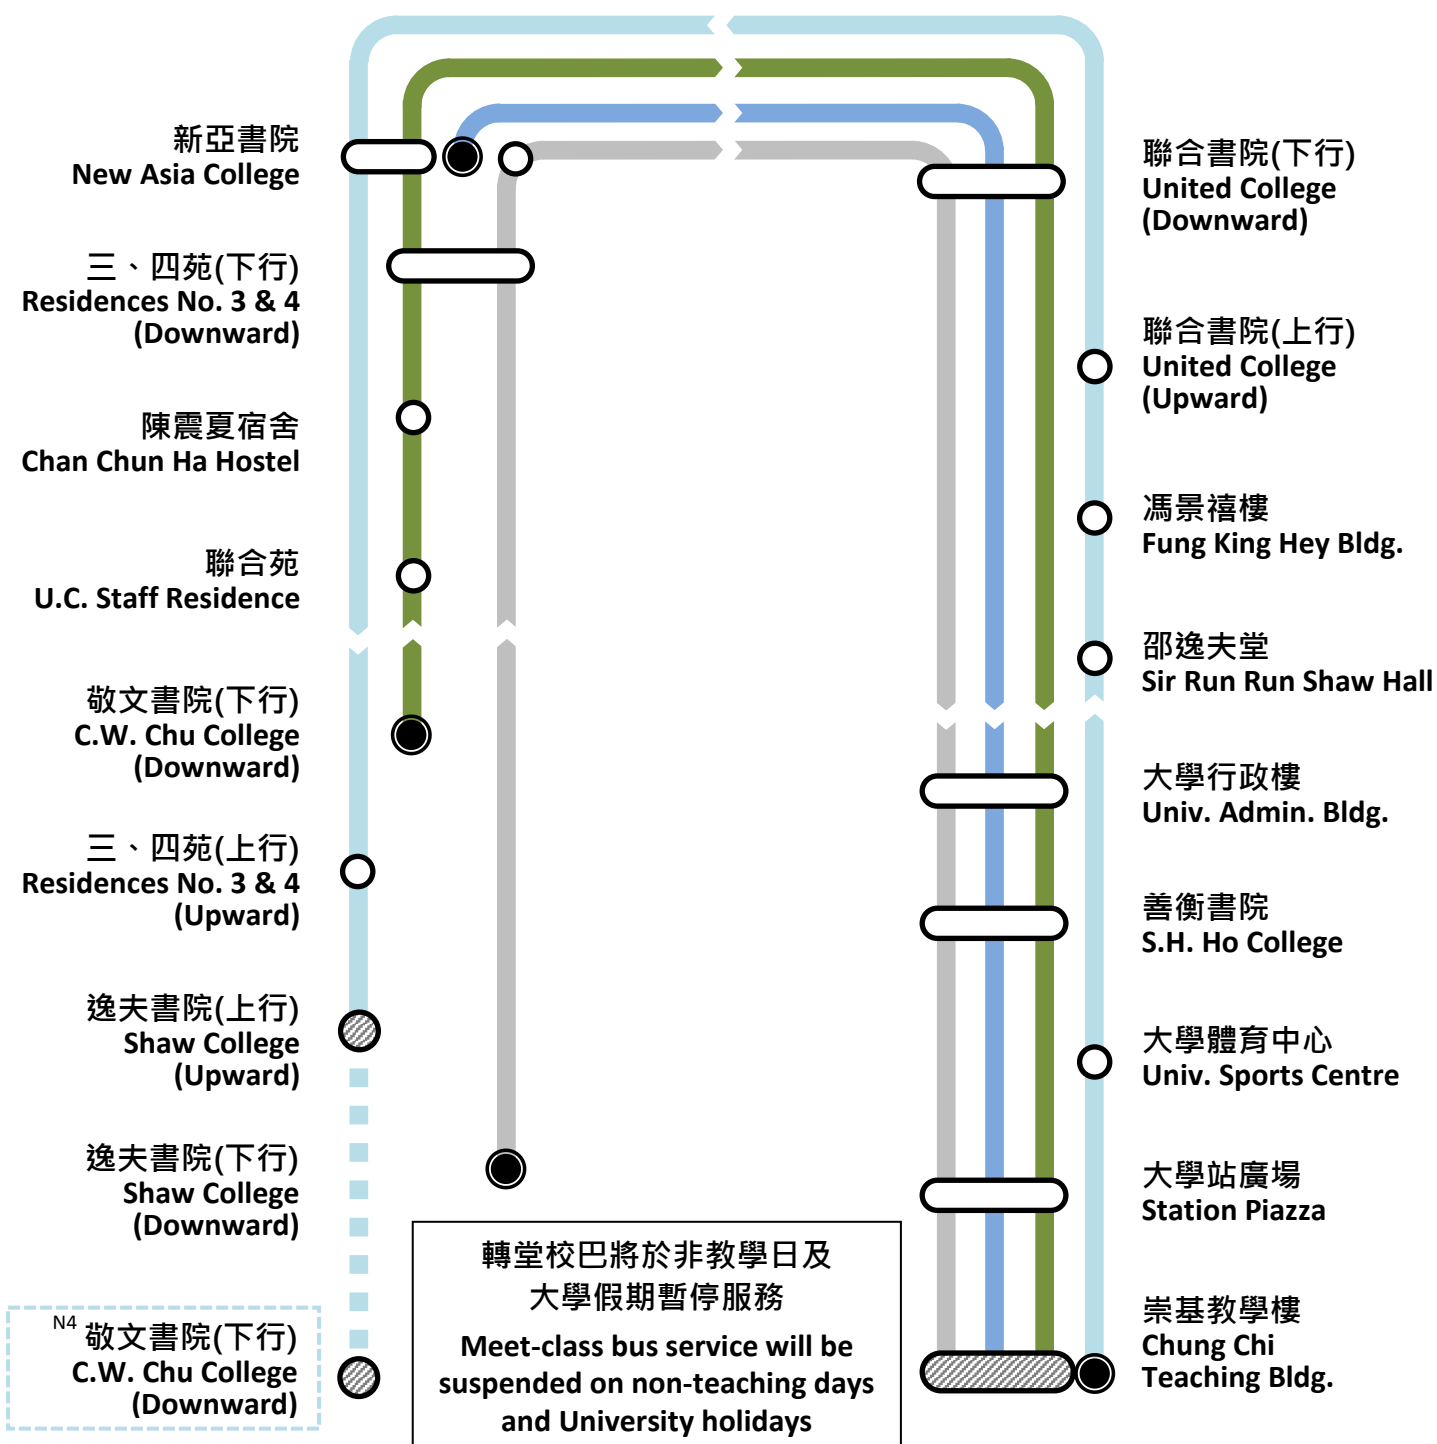 新亞書院
New Asia College
三、四苑(下行)
Residences No. 3 & 4
(Downward)
陳震夏宿舍
Chan Chun Ha Hostel
聯合苑
U.C. Staff Residence
敬文書院(下行)
C.W. Chu College
(Downward)
三、四苑(上行)
Residences No. 3 & 4
(Upward)
逸夫書院(上行)
Shaw College
(Upward)
逸夫書院(下行)
Shaw College
(Downward)
N4 敬文書院(下行)
C.W. Chu College
(Downward)
轉堂校巴將於非教學日及
大學假期暫停服務
Meet-class bus service will be
suspended on non-teaching days
and University holidays
聯合書院(下行)
United College
(Downward)
聯合書院(上行)
United College
(Upward)
馮景禧樓
Fung King Hey Bldg.
邵逸夫堂
Sir Run Run Shaw Hall
大學行政樓
Univ. Admin. Bldg.
善衡書院
S.H. Ho College
大學體育中心
Univ. Sports Centre
大學站廣場
Station Piazza
崇基教學樓
Chung Chi
Teaching Bldg.